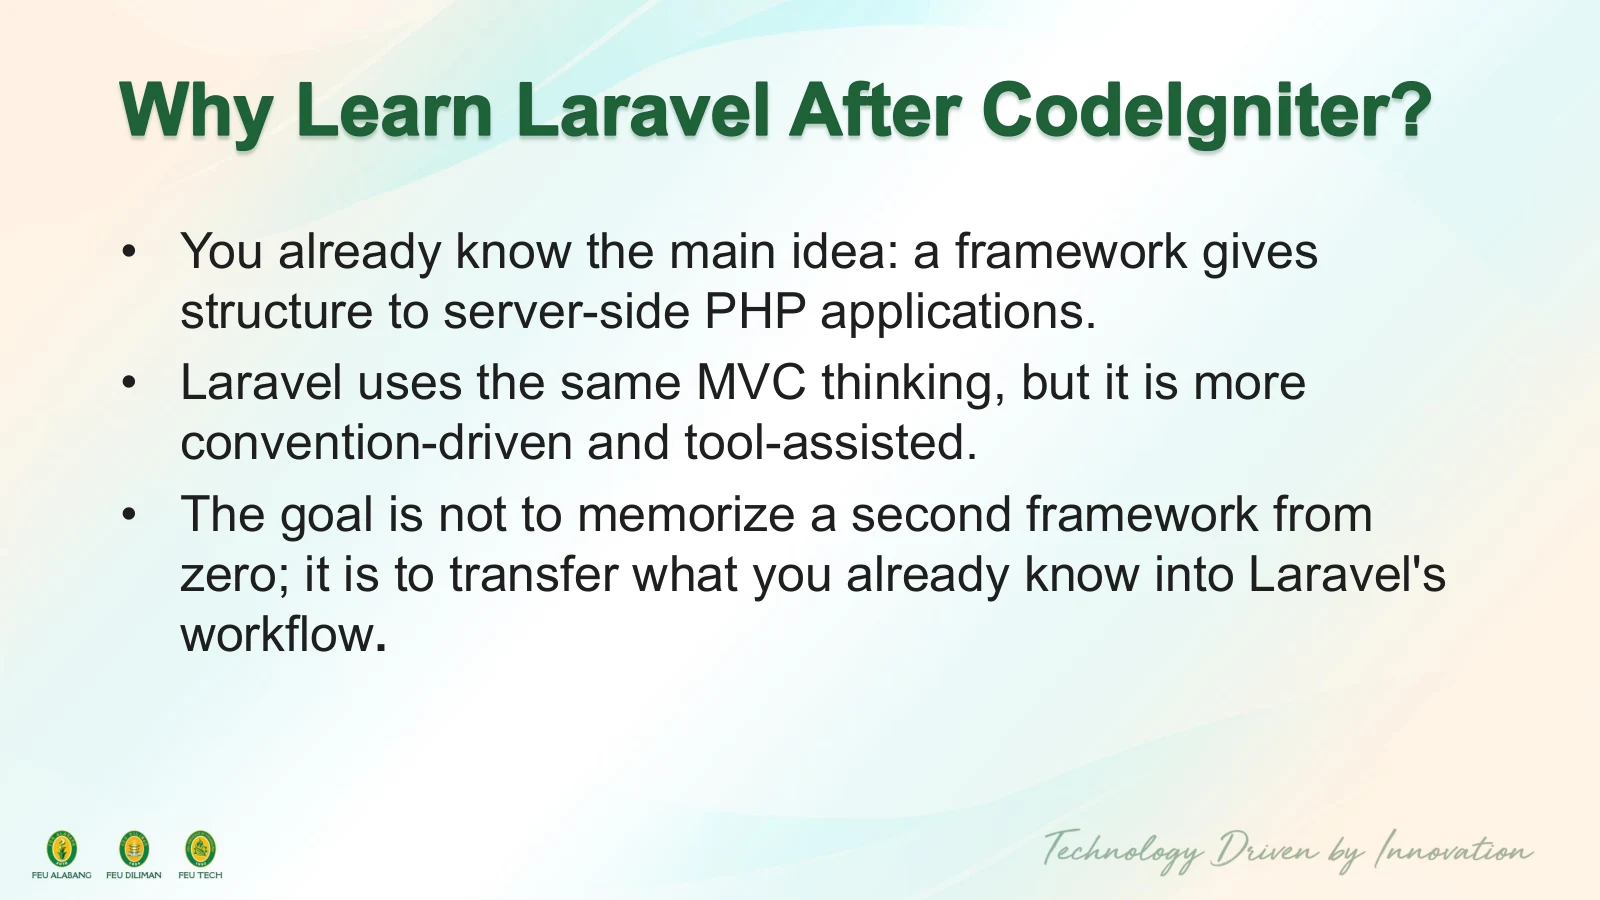 Why Learn Laravel After CodeIgniter?
• You already know the main idea: a framework gives
structure to server-side PHP applications.
• Laravel uses the same MVC thinking, but it is more
convention-driven and tool-assisted.
• The goal is not to memorize a second framework from
zero; it is to transfer what you already know into Laravel's
workflow.
FEU ALABANG FEU DILIMAN FEU TECH
Technology Driven by Innovation